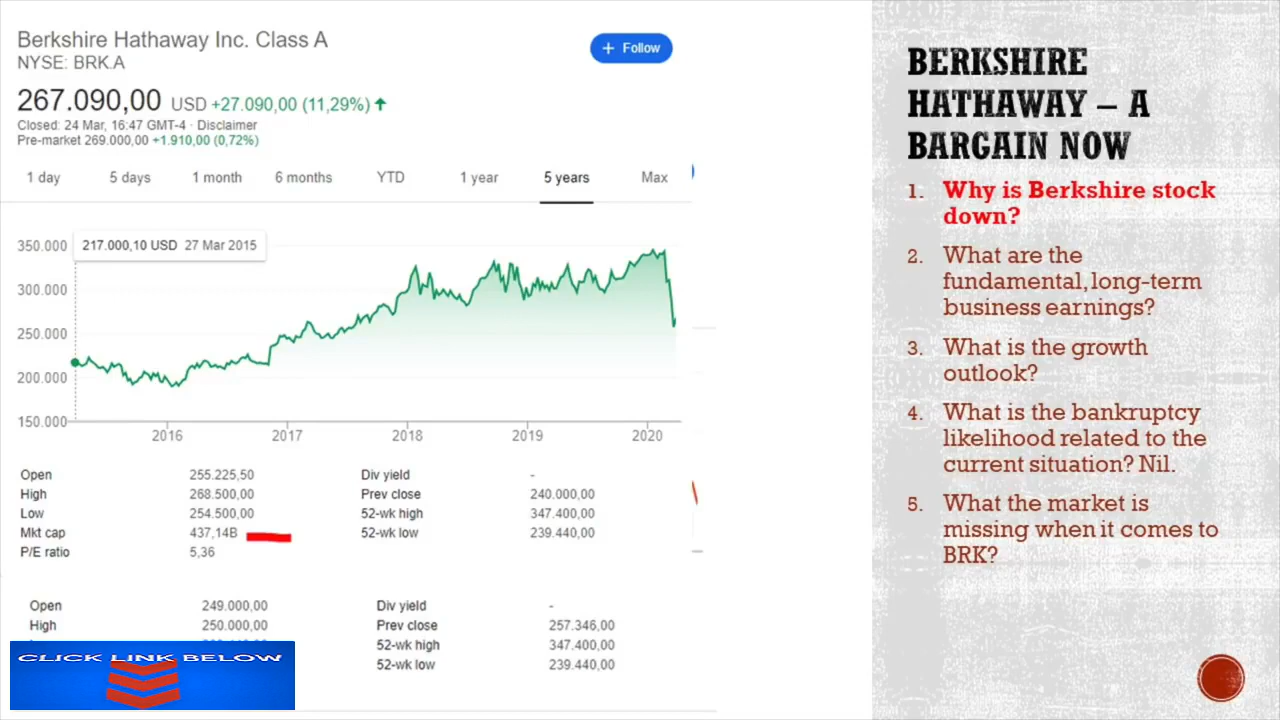 Berkshire Hathaway Inc. Class A
NYSE: BRK.A
+ Follow
267.090,00 USD +27.090,00 (11,29%)
Closed: 24 Mar, 16:47 GMT-4 · Disclaimer
Pre-market 269.000,00 +1.910,00 (0,72%)
1 day 5 days 1 month 6 months YTD 1 year 5 years Max
217.000,10 USD 27 Mar 2015
350.000
300.000
250.000
200.000
150.000
2016 2017 2018 2019 2020
Open 255.225,50 Div yield -
High 268.500,00 Prev close 240.000,00
Low 254.500,00 52-wk high 347.400,00
Mkt cap 437,14B 52-wk low 239.440,00
P/E ratio 5,36
Open 249.000,00 Div yield -
High 250.000,00 Prev close 257.346,00
52-wk high 347.400,00
52-wk low 239.440,00
CLICK LINK BELOW
BERKSHIRE
HATHAWAY – A
BARGAIN NOW
1. Why is Berkshire stock
down?
2. What are the
fundamental, long-term
business earnings?
3. What is the growth
outlook?
4. What is the bankruptcy
likelihood related to the
current situation? Nil.
5. What the market is
missing when it comes to
BRK?